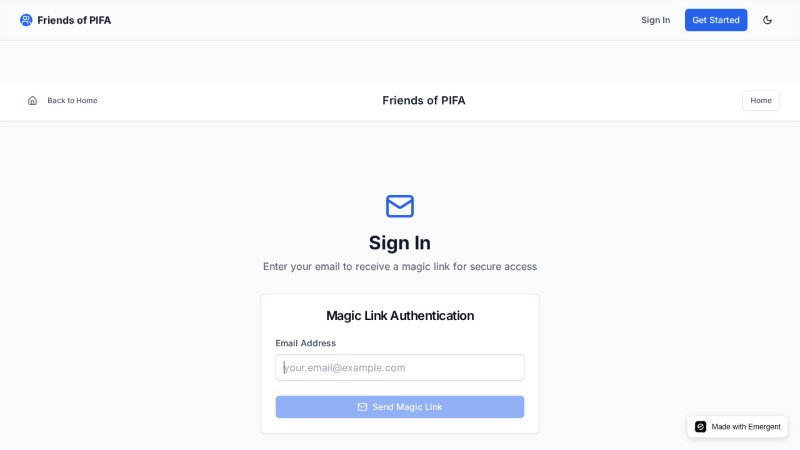 Friends of PIFA
Sign In
Get Started
Back to Home
Friends of PIFA
Home
Sign In
Enter your email to receive a magic link for secure access
Magic Link Authentication
Email Address
your.email@example.com
Send Magic Link
Made with Emergent